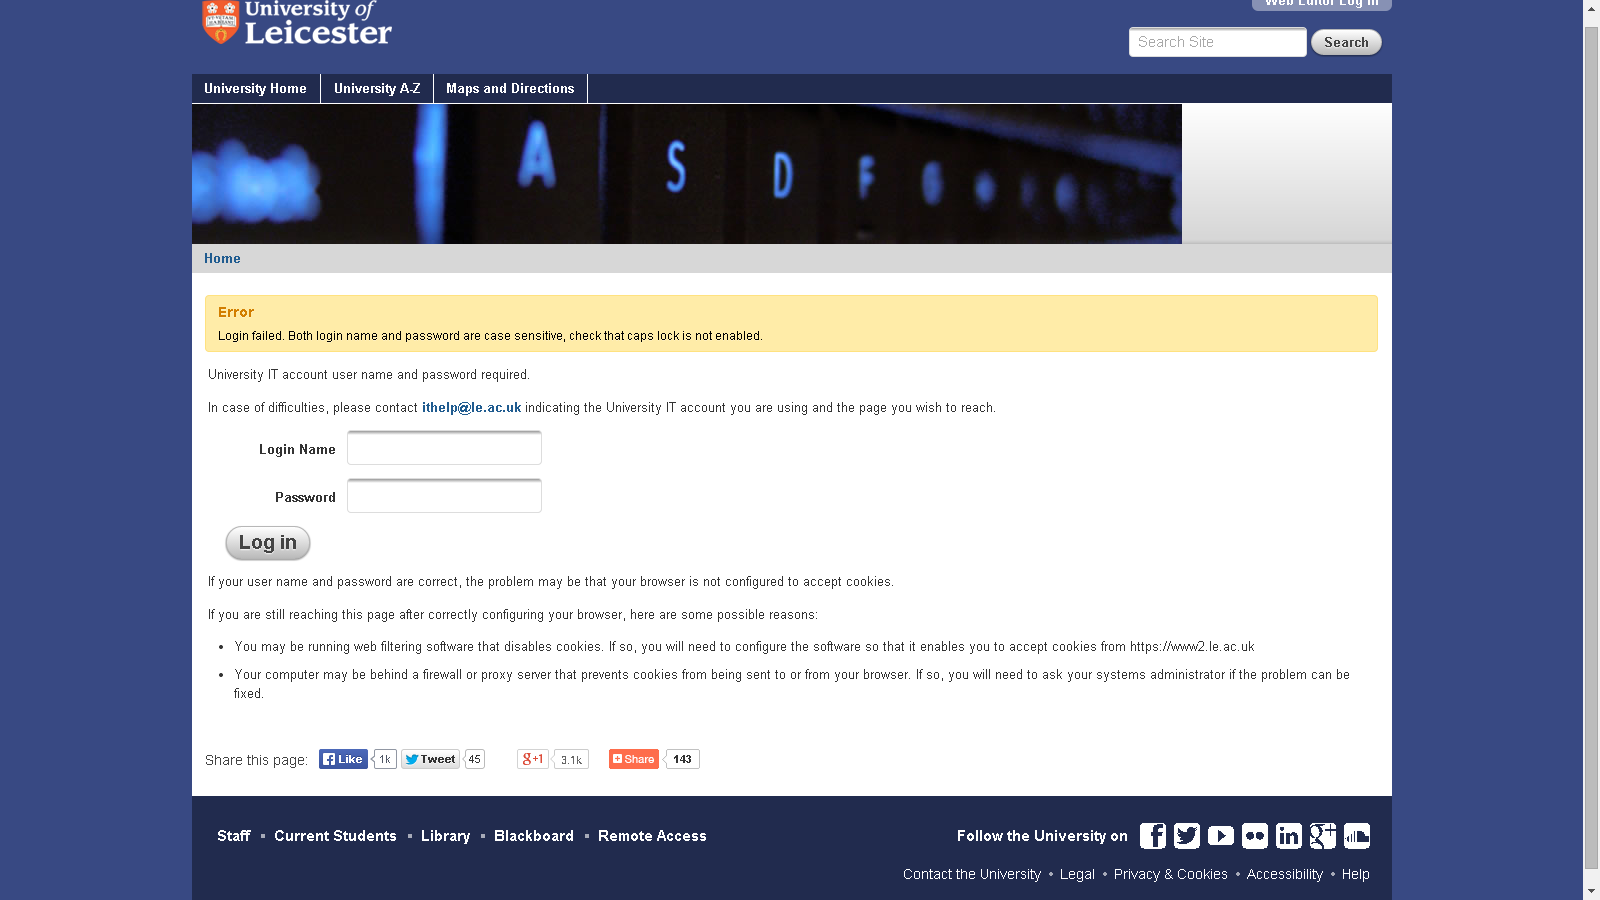 University of
Leicester
Web Editor Log in
Search Site
Search
University Home
University A-Z
Maps and Directions
A S D F G
Home
Error
Login failed. Both login name and password are case sensitive, check that caps lock is not enabled.
University IT account user name and password required.
In case of difficulties, please contact ithelp@le.ac.uk indicating the University IT account you are using and the page you wish to reach.
Login Name
Password
Log in
If your user name and password are correct, the problem may be that your browser is not configured to accept cookies.
If you are still reaching this page after correctly configuring your browser, here are some possible reasons:
• You may be running web filtering software that disables cookies. If so, you will need to configure the software so that it enables you to accept cookies from https://www2.le.ac.uk
• Your computer may be behind a firewall or proxy server that prevents cookies from being sent to or from your browser. If so, you will need to ask your systems administrator if the problem can be
fixed.
Share this page: Like 1k Tweet 45 g+1 3.1k Share 143
Staff • Current Students • Library • Blackboard • Remote Access
Follow the University on
Contact the University • Legal • Privacy & Cookies • Accessibility • Help